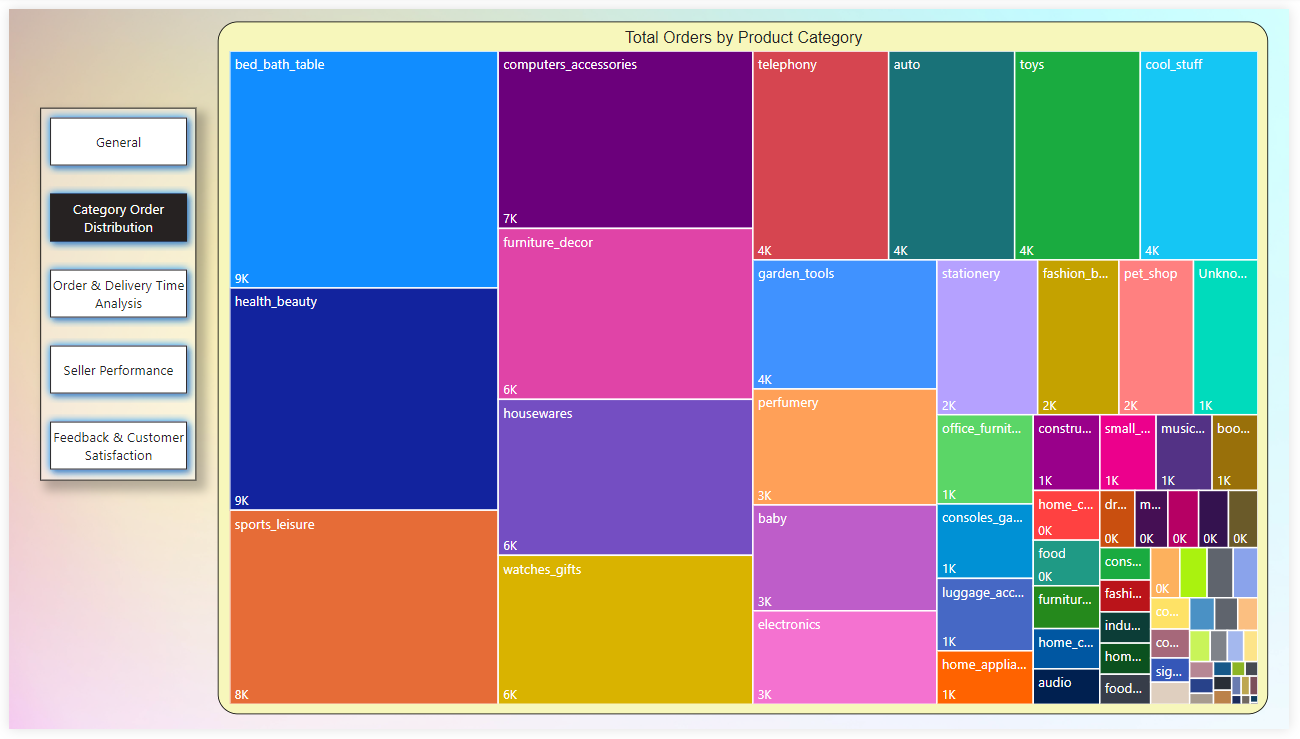 Total Orders by Product Category
General
Category Order
Distribution
Order & Delivery Time
Analysis
Seller Performance
Feedback & Customer
Satisfaction
bed_bath_table
9K
health_beauty
9K
sports_leisure
8K
computers_accessories
7K
furniture_decor
6K
housewares
6K
watches_gifts
6K
telephony
4K
auto
4K
toys
4K
cool_stuff
4K
garden_tools
4K
perfumery
3K
baby
3K
electronics
3K
stationery
2K
fashion_b...
2K
pet_shop
2K
Unkno...
1K
office_furnit...
1K
consoles_ga...
1K
luggage_acc...
1K
home_applia...
1K
constru...
1K
small_...
1K
music...
1K
boo...
1K
home_c...
0K
food
0K
furnitur...
home_c...
audio
dr...
0K
m...
0K
0K
0K
0K
cons...
fashi...
indu...
hom...
food...
0K
co...
co...
sig...